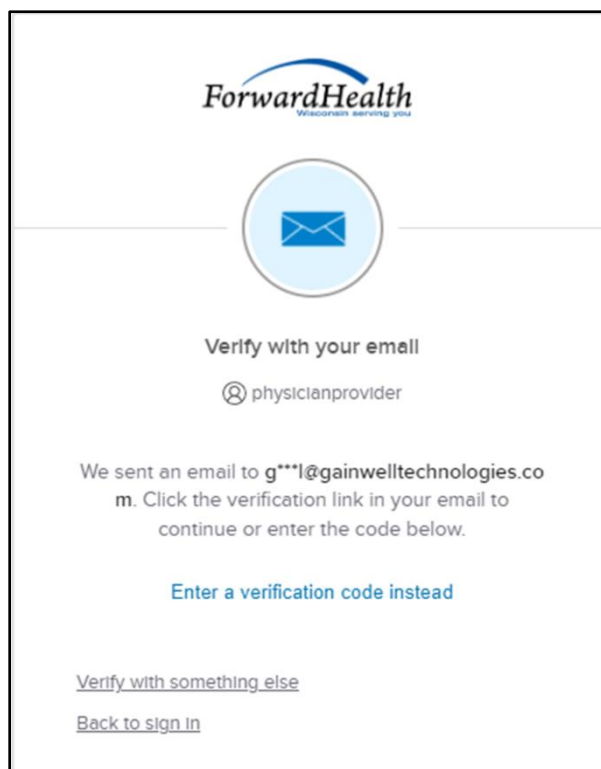 ForwardHealth
Wisconsin serving you
Verify with your email
physicianprovider
We sent an email to g***l@gainwelltechnologies.co
m. Click the verification link in your email to
continue or enter the code below.
Enter a verification code instead
Verify with something else
Back to sign in